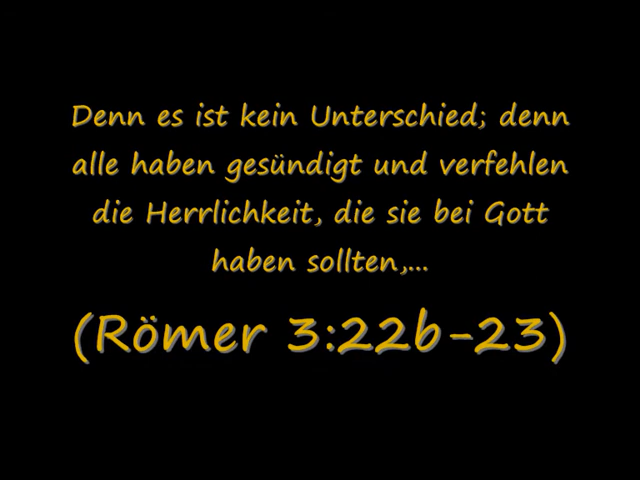 Denn es ist kein Unterschied; denn
alle haben gesündigt und verfehlen
die Herrlichkeit, die sie bei Gott
haben sollten,...
(Römer 3:22b-23)